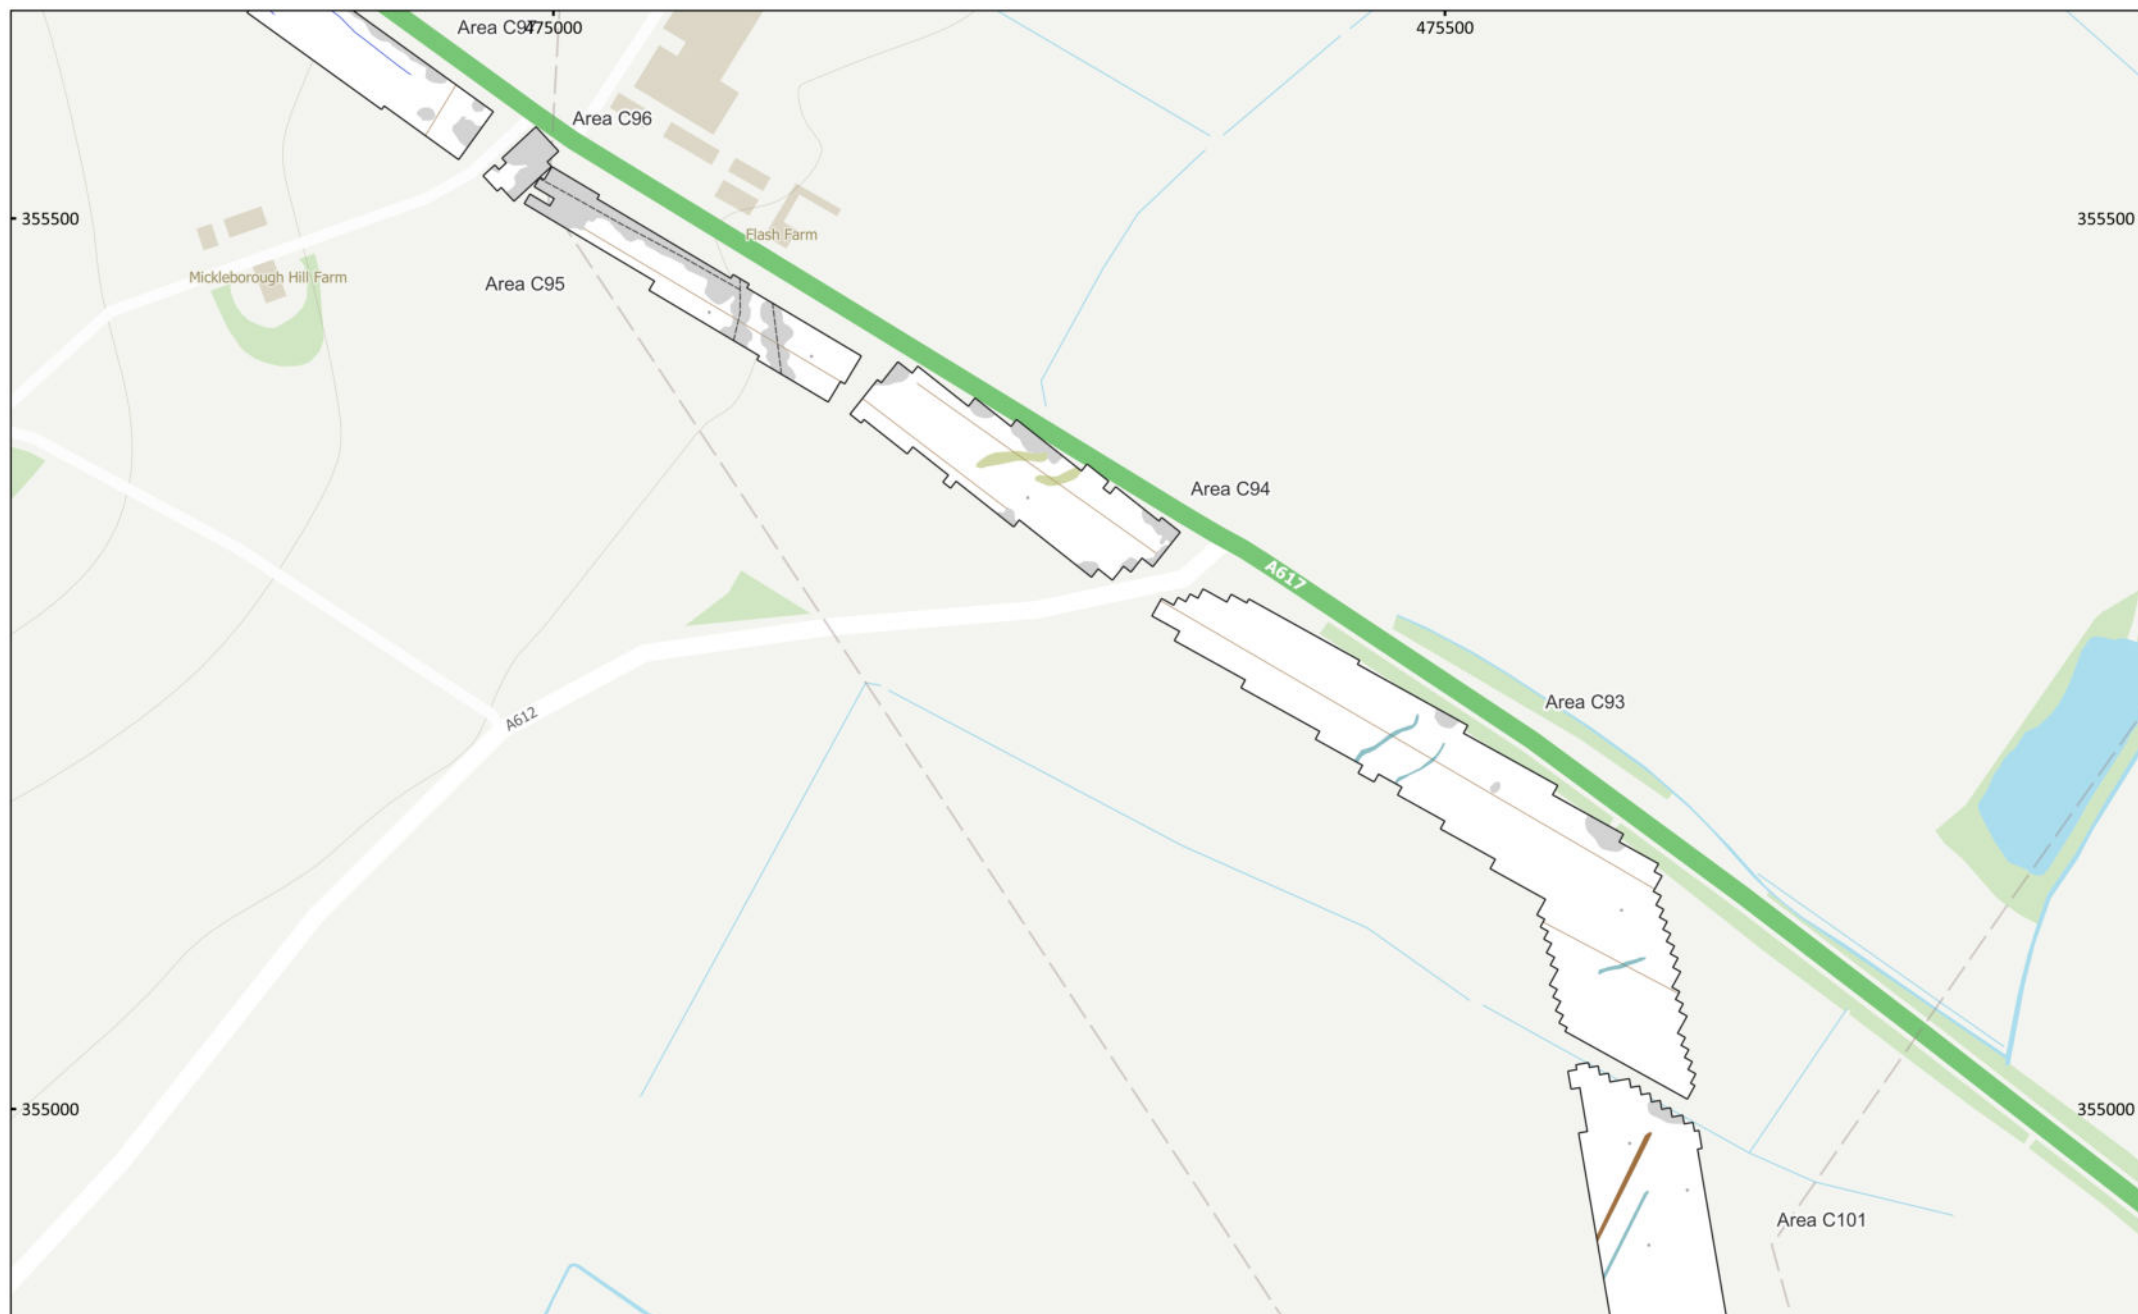 Area C97
475000
475500
Area C96
355500
355500
Flash Farm
Mickleborough Hill Farm
Area C95
Area C94
A617
Area C93
A612
355000
355000
Area C101